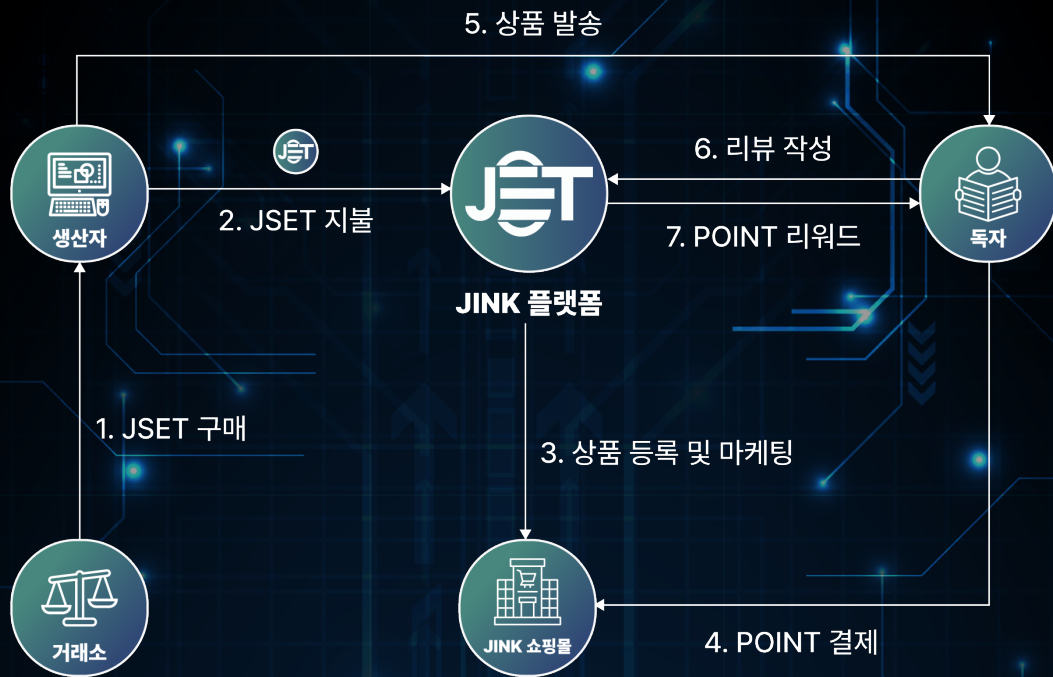 5. 상품 발송
JSET
생산자
2. JSET 지불
JSET
JINK 플랫폼
6. 리뷰 작성
7. POINT 리워드
독자
1. JSET 구매
3. 상품 등록 및 마케팅
거래소
JINK 쇼핑몰
4. POINT 결제